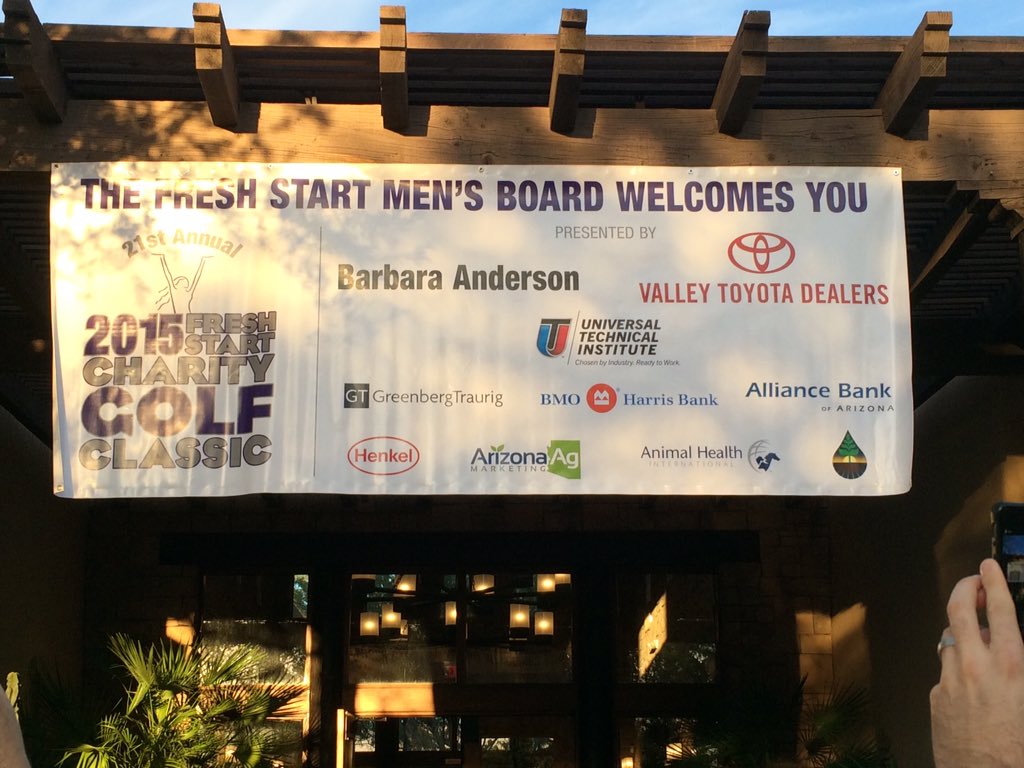 THE FRESH START MEN'S BOARD WELCOMES YOU
21st Annual
2015 FRESH START
CHARITY
GOLF
CLASSIC
PRESENTED BY
Barbara Anderson
VALLEY TOYOTA DEALERS
UNIVERSAL
TECHNICAL
INSTITUTE
Chosen by Industry. Ready to Work.
GT GreenbergTraurig
BMO Harris Bank
Alliance Bank
OF ARIZONA
Henkel
Arizona Ag
MARKETING
Animal Health
INTERNATIONAL